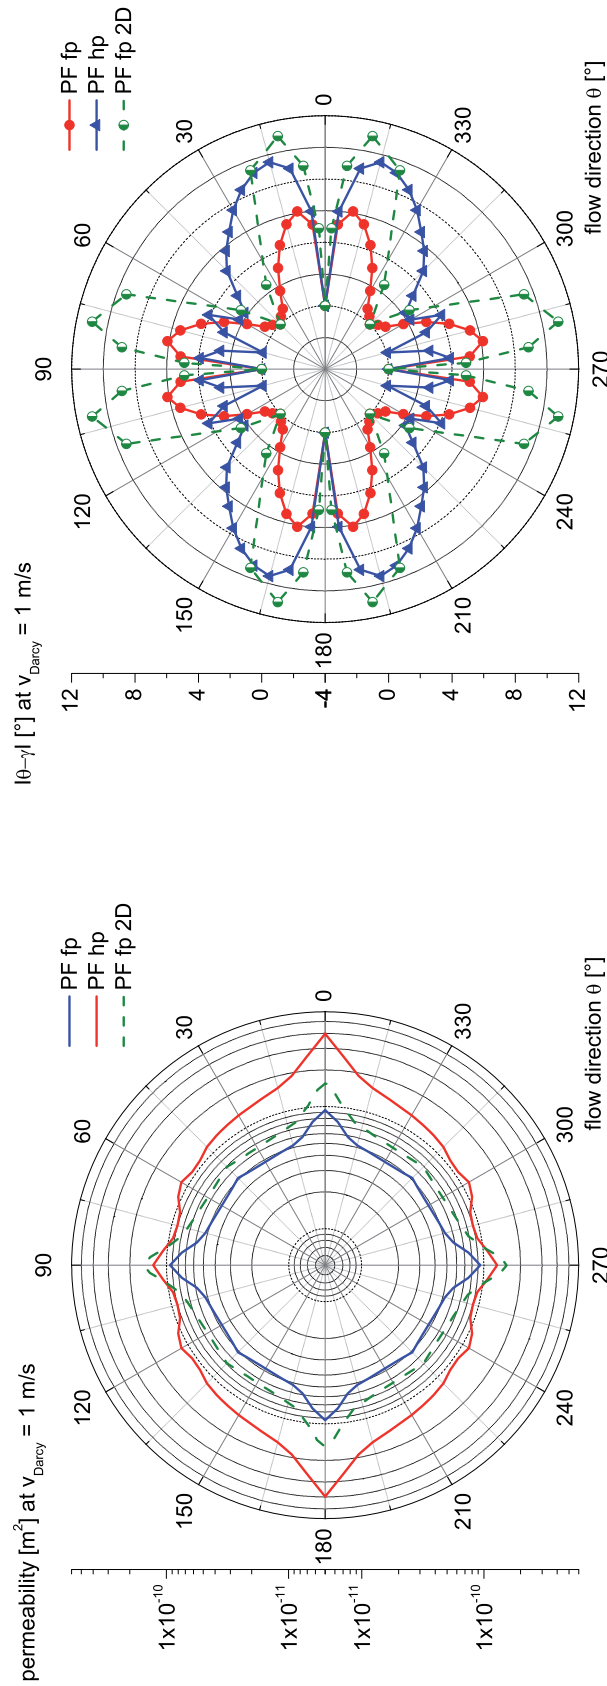 permeability [m²] at v_Darcy = 1 m/s
PF fp
PF hp
PF fp 2D
1x10⁻¹⁰
1x10⁻¹¹
1x10⁻¹¹
1x10⁻¹⁰
90
60
30
0
330
300
270
240
210
180
150
120
flow direction θ [°]
|θ–γ| [°] at v_Darcy = 1 m/s
PF fp
PF hp
PF fp 2D
12
8
4
0
-4
0
4
8
12
90
60
30
0
330
300
270
240
210
180
150
120
flow direction θ [°]